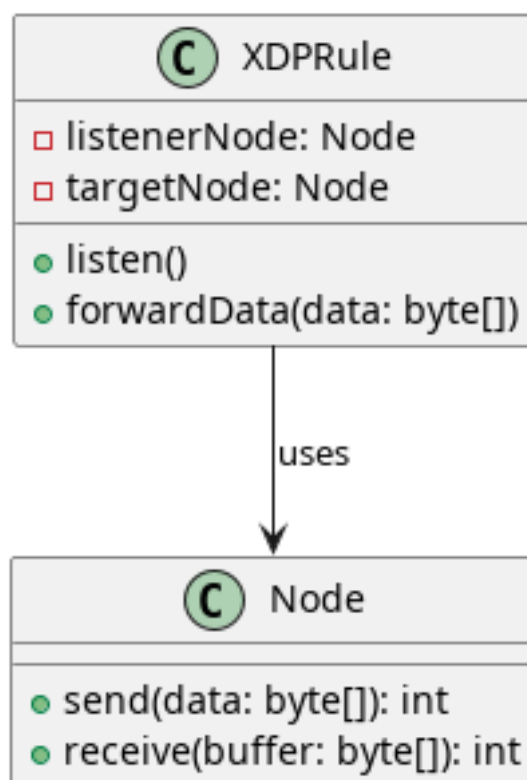 C XDPRule
listenerNode: Node
targetNode: Node
listen()
forwardData(data: byte[])
uses
C Node
send(data: byte[]): int
receive(buffer: byte[]): int